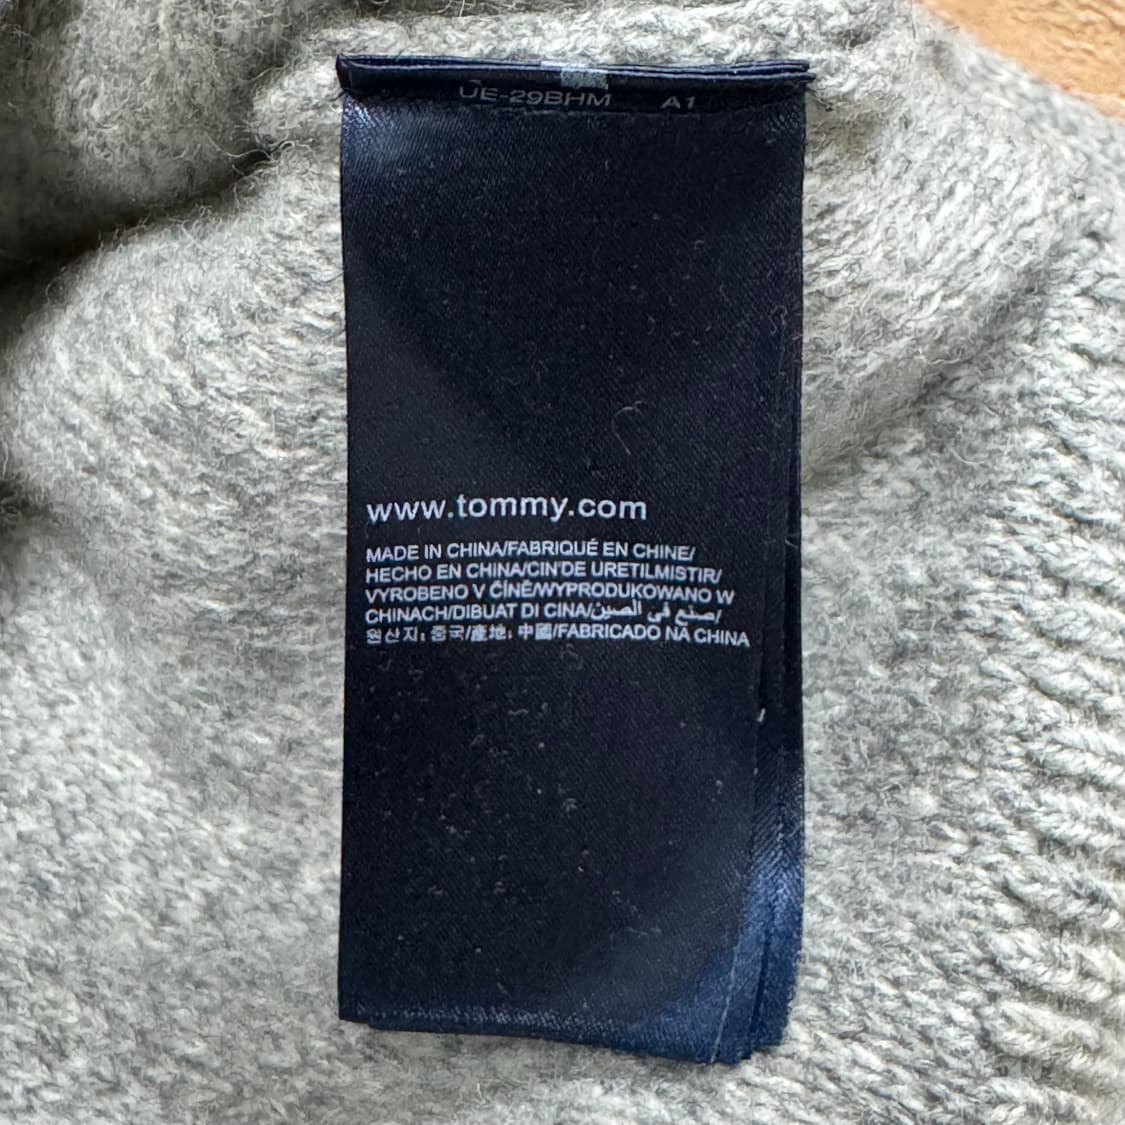 UE-29BHM A1
www.tommy.com
MADE IN CHINA/FABRIQUÉ EN CHINE/
HECHO EN CHINA/CIN'DE URETILMISTIR/
VYROBENO V ČÍNĚ/WYPRODUKOWANO W
CHINACH/DIBUAT DI CINA/صنع في الصين/
원산지: 중국/產地: 中國/FABRICADO NA CHINA